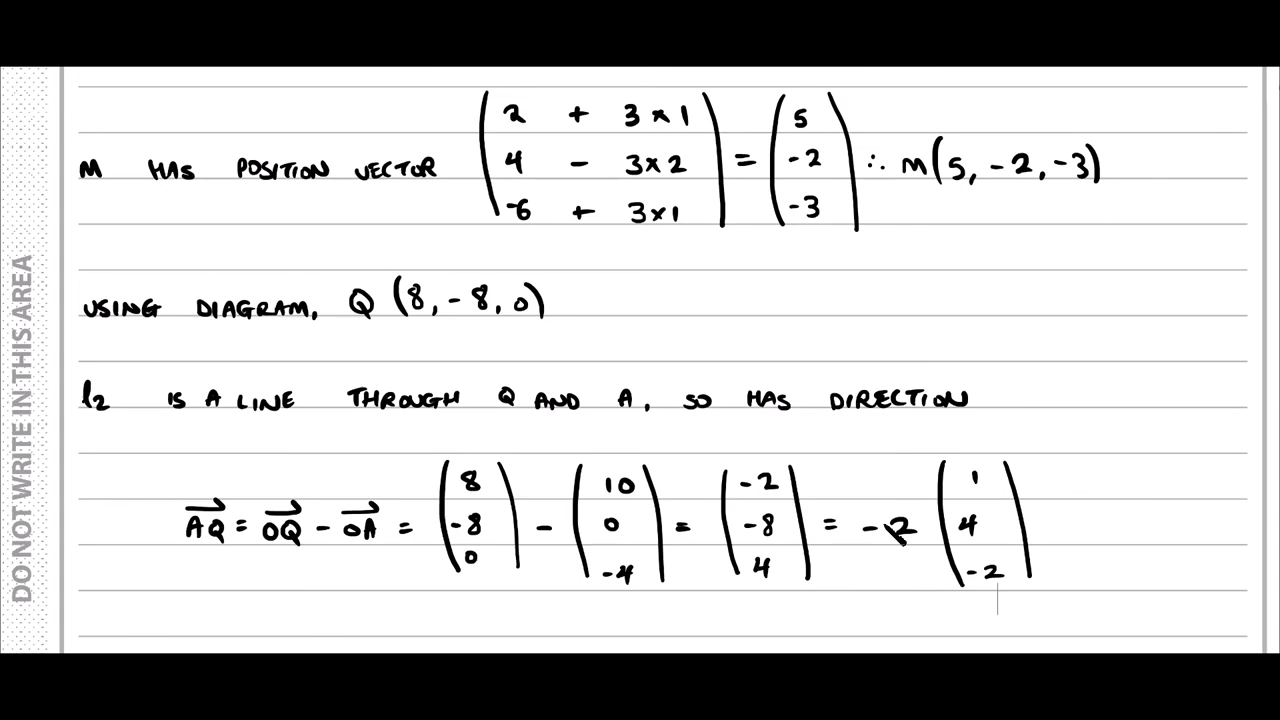 DO NOT WRITE IN THIS AREA
M HAS POSITION VECTOR (2 + 3×1, 4 - 3×2, -6 + 3×1) = (5, -2, -3) ∴ M(5, -2, -3)
USING DIAGRAM, Q (8, -8, 0)
l2 IS A LINE THROUGH Q AND A, SO HAS DIRECTION
AQ = OQ - OA = (8, -8, 0) - (10, 0, -4) = (-2, -8, 4) = -2 (1, 4, -2)